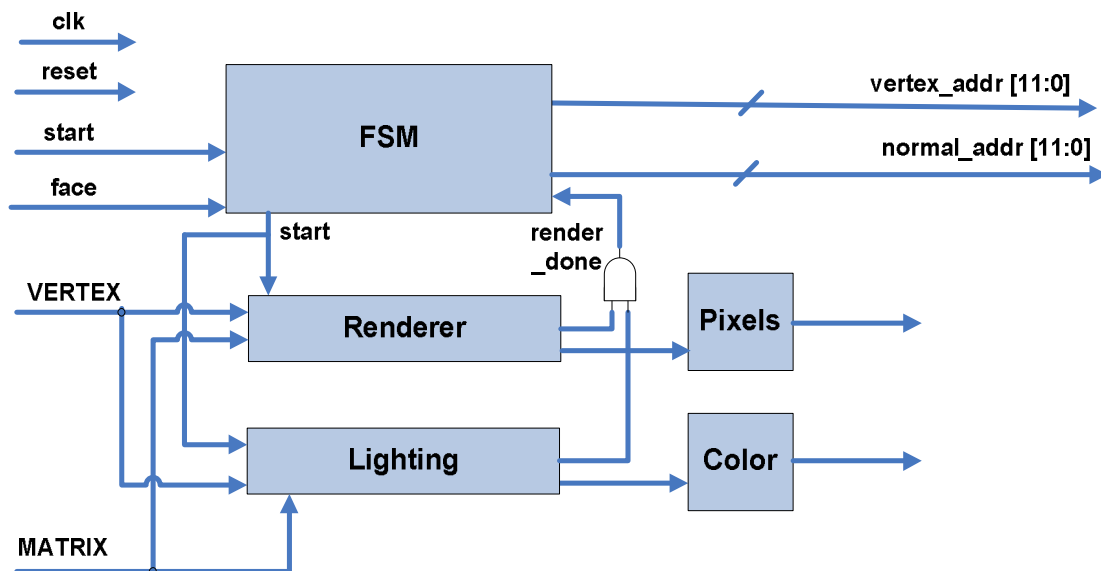 clk
reset
start
face
FSM
vertex_addr [11:0]
normal_addr [11:0]
start
render
_done
VERTEX
Renderer
Pixels
Lighting
Color
MATRIX